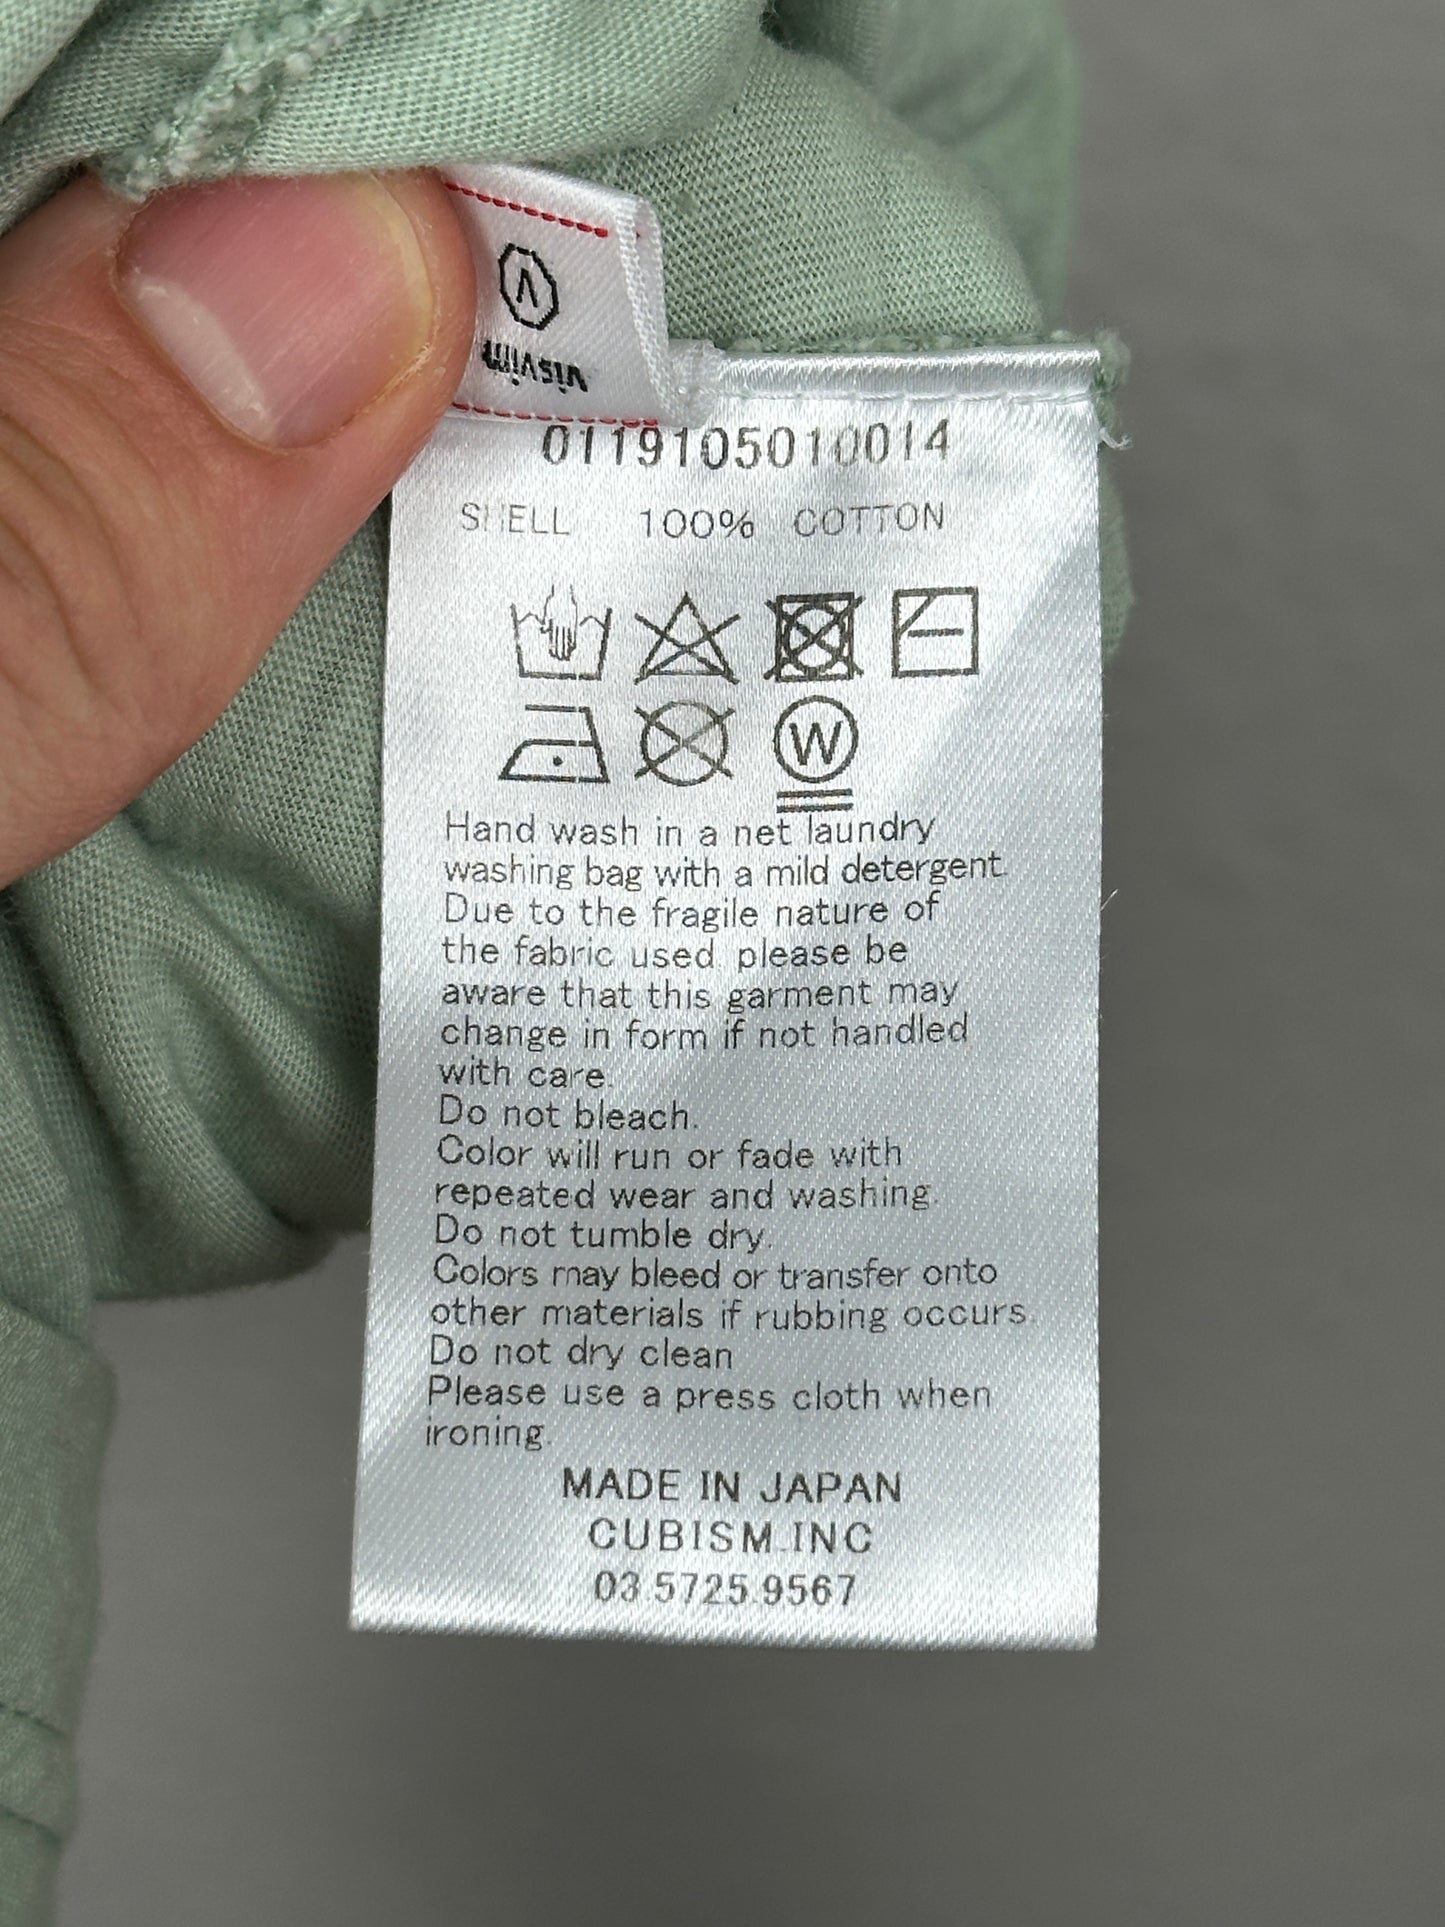 visvim
0119105010014
SHELL 100% COTTON
W
Hand wash in a net laundry
washing bag with a mild detergent.
Due to the fragile nature of
the fabric used, please be
aware that this garment may
change in form if not handled
with care.
Do not bleach.
Color will run or fade with
repeated wear and washing.
Do not tumble dry.
Colors may bleed or transfer onto
other materials if rubbing occurs.
Do not dry clean
Please use a press cloth when
ironing.
MADE IN JAPAN
CUBISM.INC
03.5725.9567